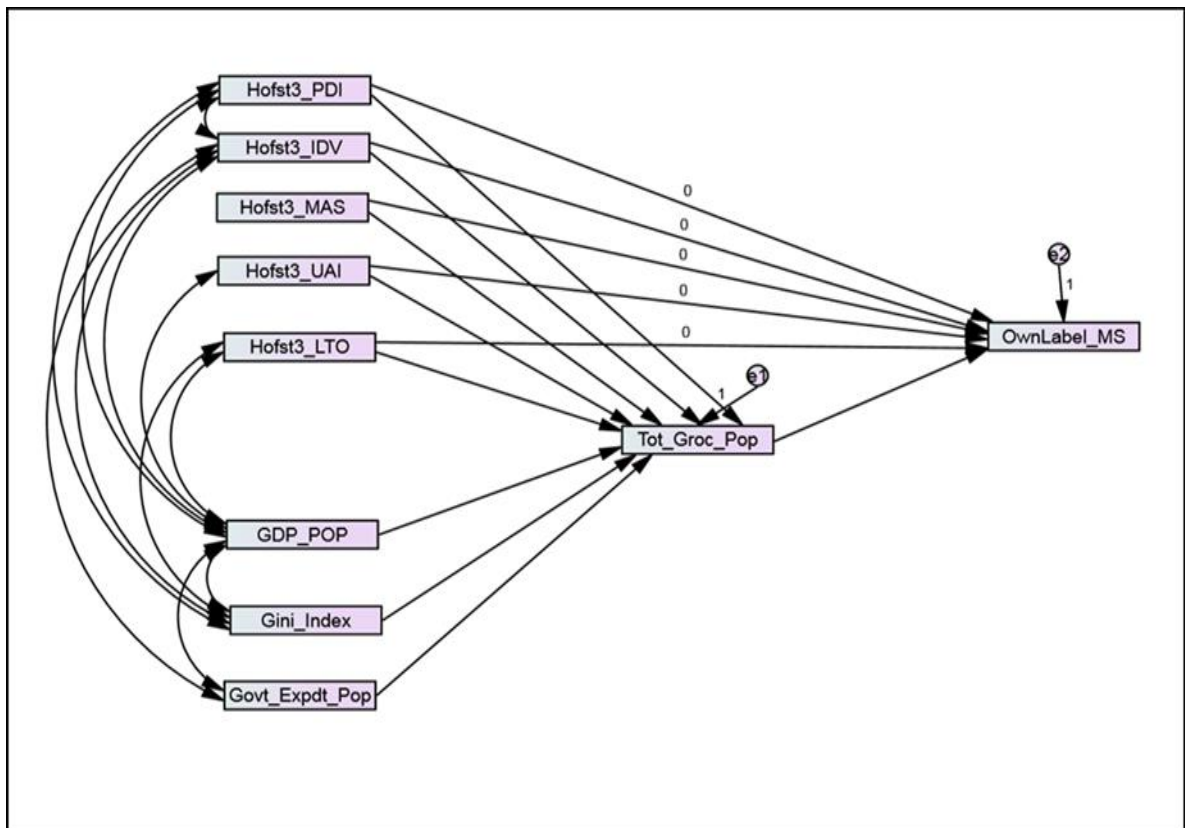 Hofst3_PDI
Hofst3_IDV
0
Hofst3_MAS
0
0
Hofst3_UAI
e2
0
1
Hofst3_LTO
0
OwnLabel_MS
e1
1
Tot_Groc_Pop
GDP_POP
Gini_Index
Govt_Expdt_Pop